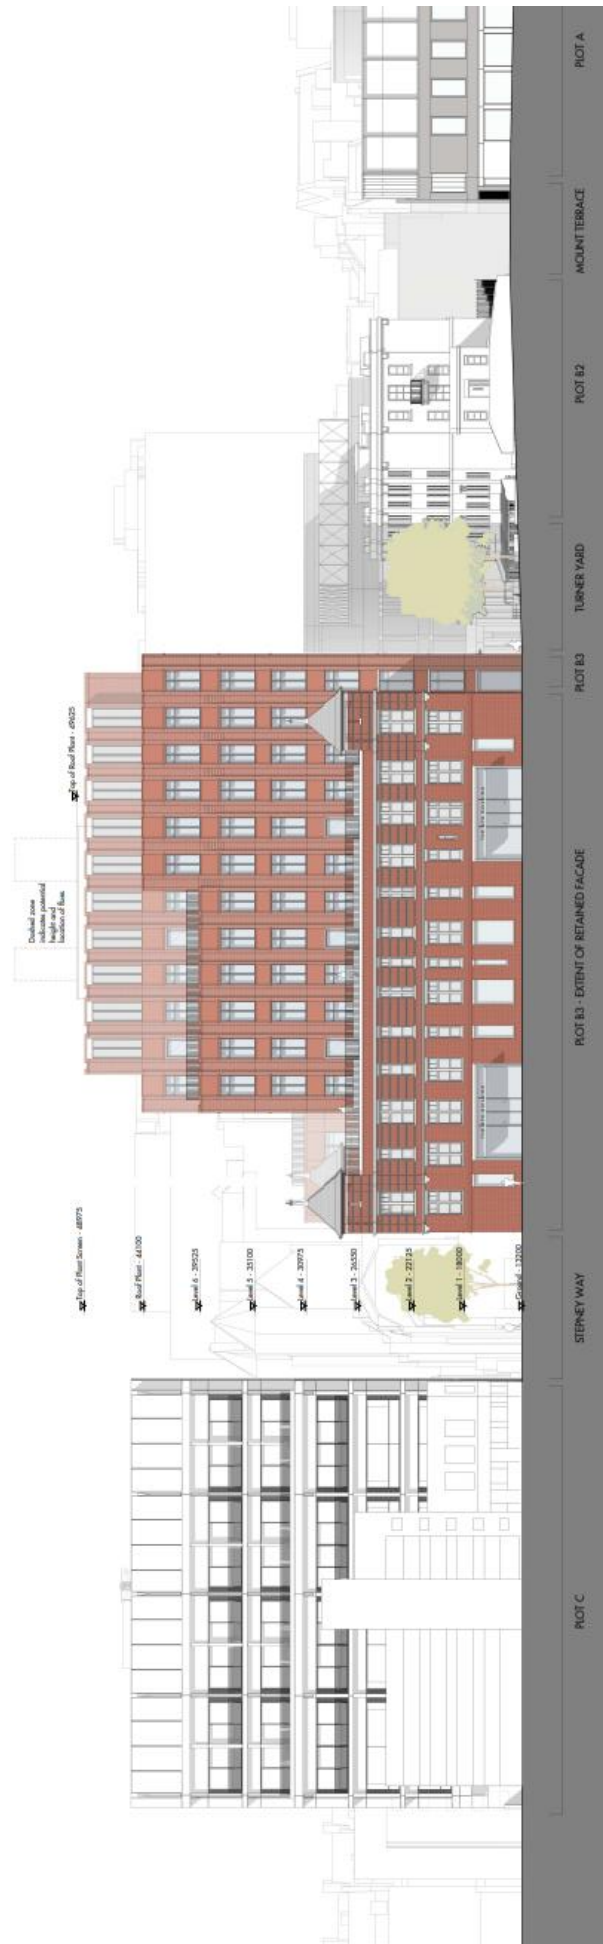 Top of Roof Plant - 49625
Dashed zone
indicates potential
height and
location of flues.
Top of Plant Screen - 48975
Roof Plant - 44100
Level 6 - 39525
Level 5 - 35100
Level 4 - 30975
Level 3 - 26550
Level 2 - 22125
Level 1 - 18000
Ground - 13200
PLOT C
STEPNEY WAY
PLOT B3 - EXTENT OF RETAINED FACADE
PLOT B3
TURNER YARD
PLOT B2
MOUNT TERRACE
PLOT A